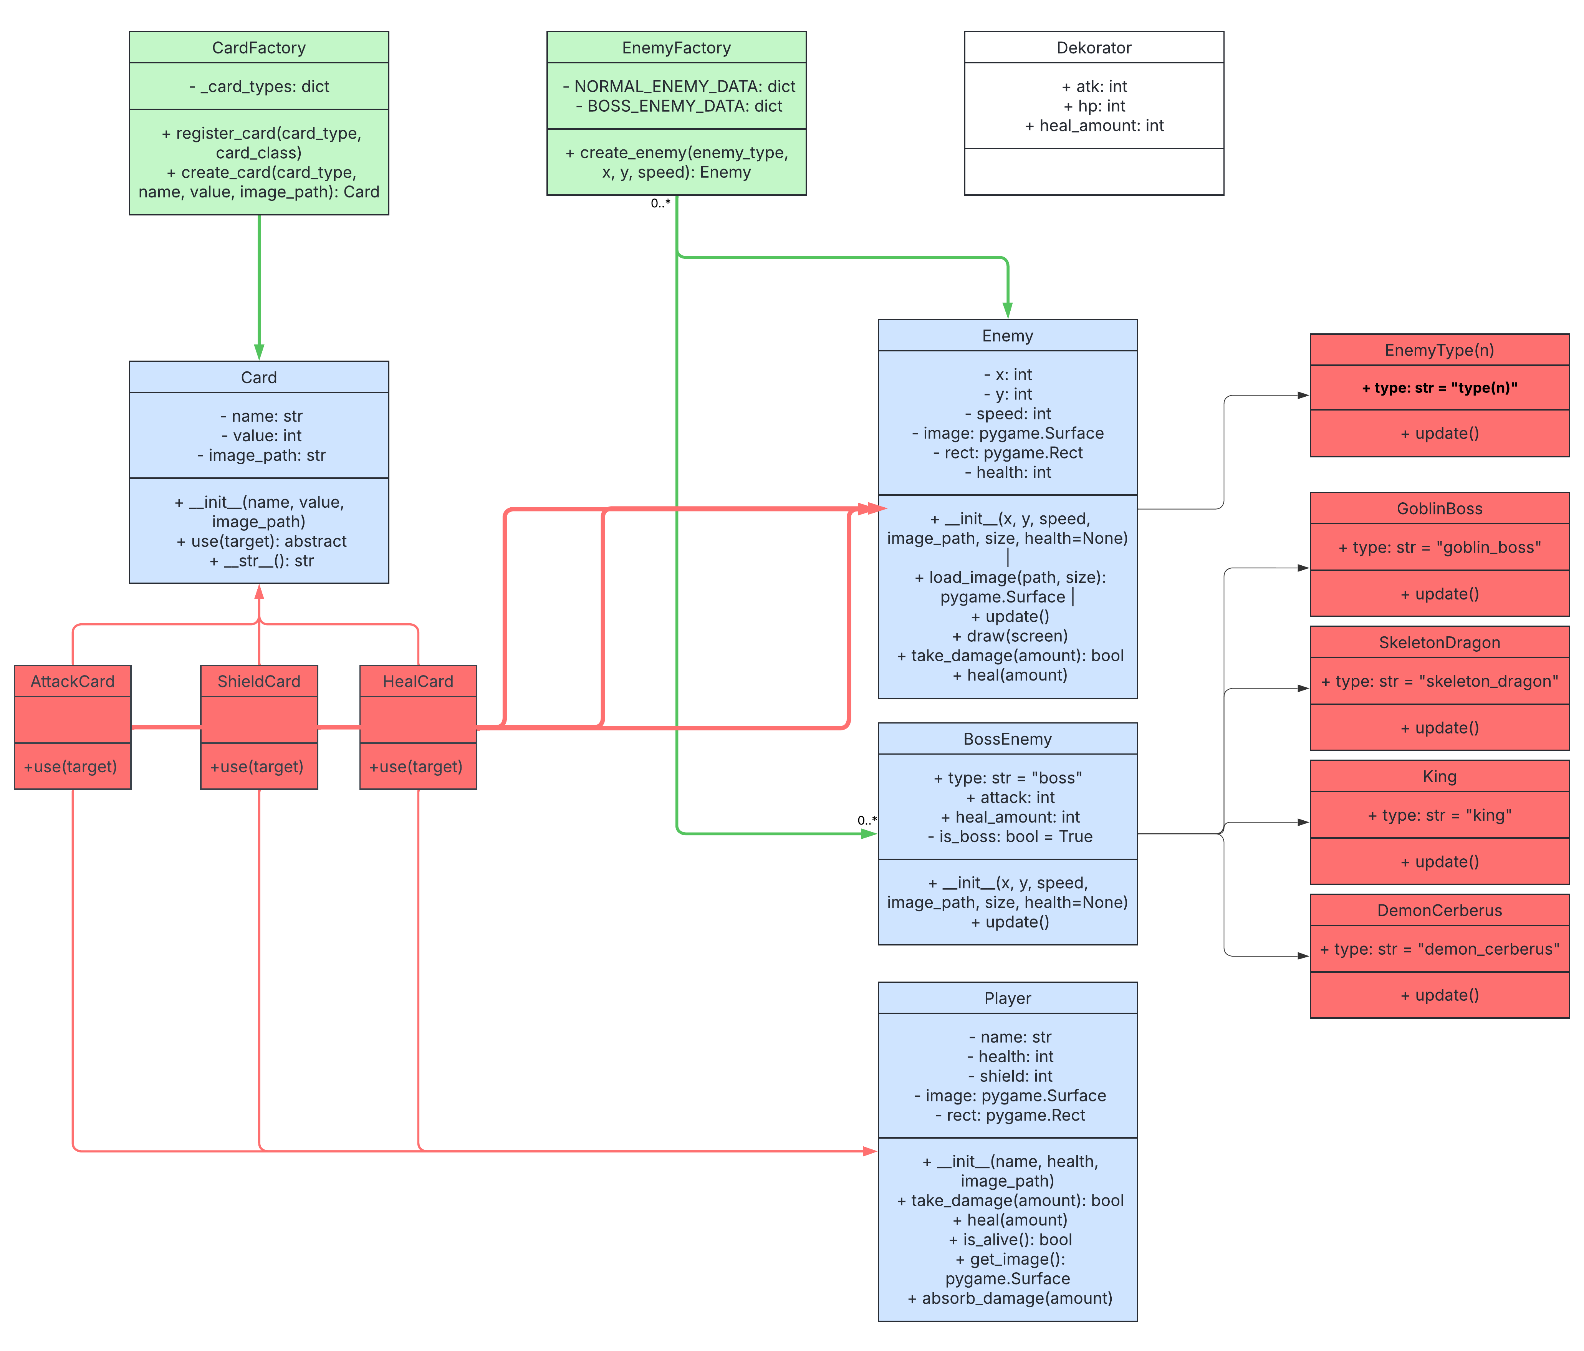 CardFactory
- _card_types: dict
+ register_card(card_type,
card_class)
+ create_card(card_type,
name, value, image_path): Card
EnemyFactory
- NORMAL_ENEMY_DATA: dict
- BOSS_ENEMY_DATA: dict
+ create_enemy(enemy_type,
x, y, speed): Enemy
0..*
Dekorator
+ atk: int
+ hp: int
+ heal_amount: int
Card
- name: str
- value: int
- image_path: str
+ __init__(name, value,
image_path)
+ use(target): abstract
+ __str__(): str
AttackCard
+use(target)
ShieldCard
+use(target)
HealCard
+use(target)
Enemy
- x: int
- y: int
- speed: int
- image: pygame.Surface
- rect: pygame.Rect
- health: int
+ __init__(x, y, speed,
image_path, size, health=None)
|
+ load_image(path, size):
pygame.Surface |
+ update()
+ draw(screen)
+ take_damage(amount): bool
+ heal(amount)
0..*
BossEnemy
+ type: str = "boss"
+ attack: int
+ heal_amount: int
- is_boss: bool = True
+ __init__(x, y, speed,
image_path, size, health=None)
+ update()
Player
- name: str
- health: int
- shield: int
- image: pygame.Surface
- rect: pygame.Rect
+ __init__(name, health,
image_path)
+ take_damage(amount): bool
+ heal(amount)
+ is_alive(): bool
+ get_image():
pygame.Surface
+ absorb_damage(amount)
EnemyType(n)
+ type: str = "type(n)"
+ update()
GoblinBoss
+ type: str = "goblin_boss"
+ update()
SkeletonDragon
+ type: str = "skeleton_dragon"
+ update()
King
+ type: str = "king"
+ update()
DemonCerberus
+ type: str = "demon_cerberus"
+ update()